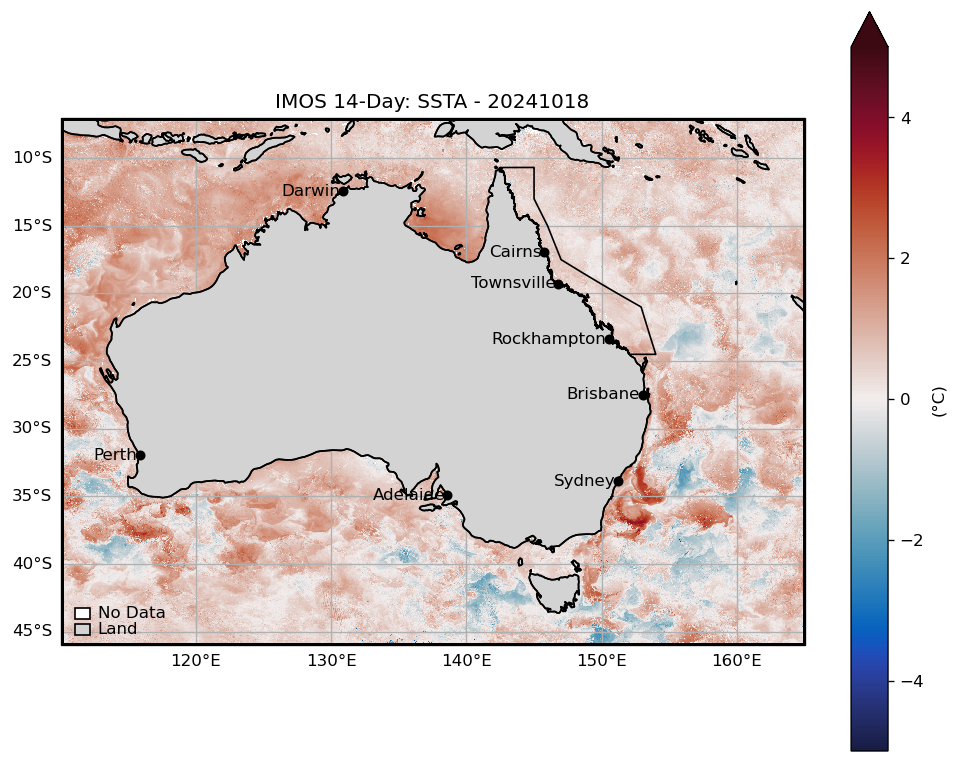 IMOS 14-Day: SSTA - 20241018
10°S
15°S
20°S
25°S
30°S
35°S
40°S
45°S
Darwin
Cairns
Townsville
Rockhampton
Brisbane
Perth
Sydney
Adelaide
No Data
Land
120°E
130°E
140°E
150°E
160°E
4
2
0
−2
−4
(°C)